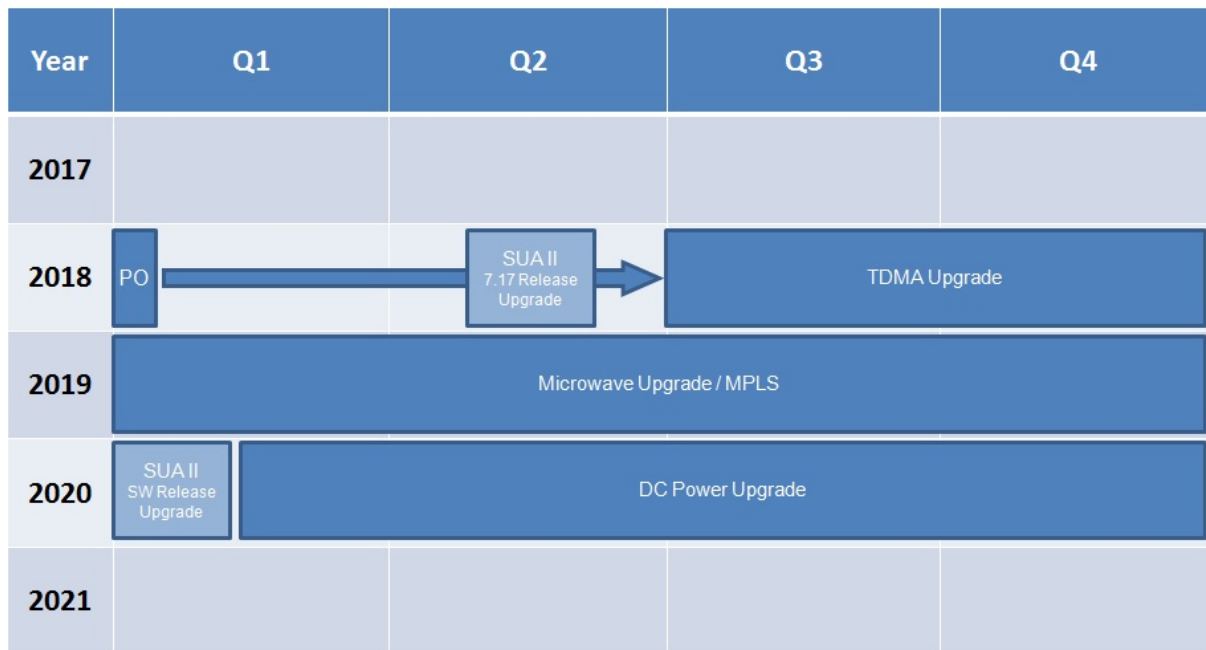 Year Q1 Q2 Q3 Q4
2017
2018
PO
SUA II
7.17 Release
Upgrade
TDMA Upgrade
2019
Microwave Upgrade / MPLS
2020
SUA II
SW Release
Upgrade
DC Power Upgrade
2021